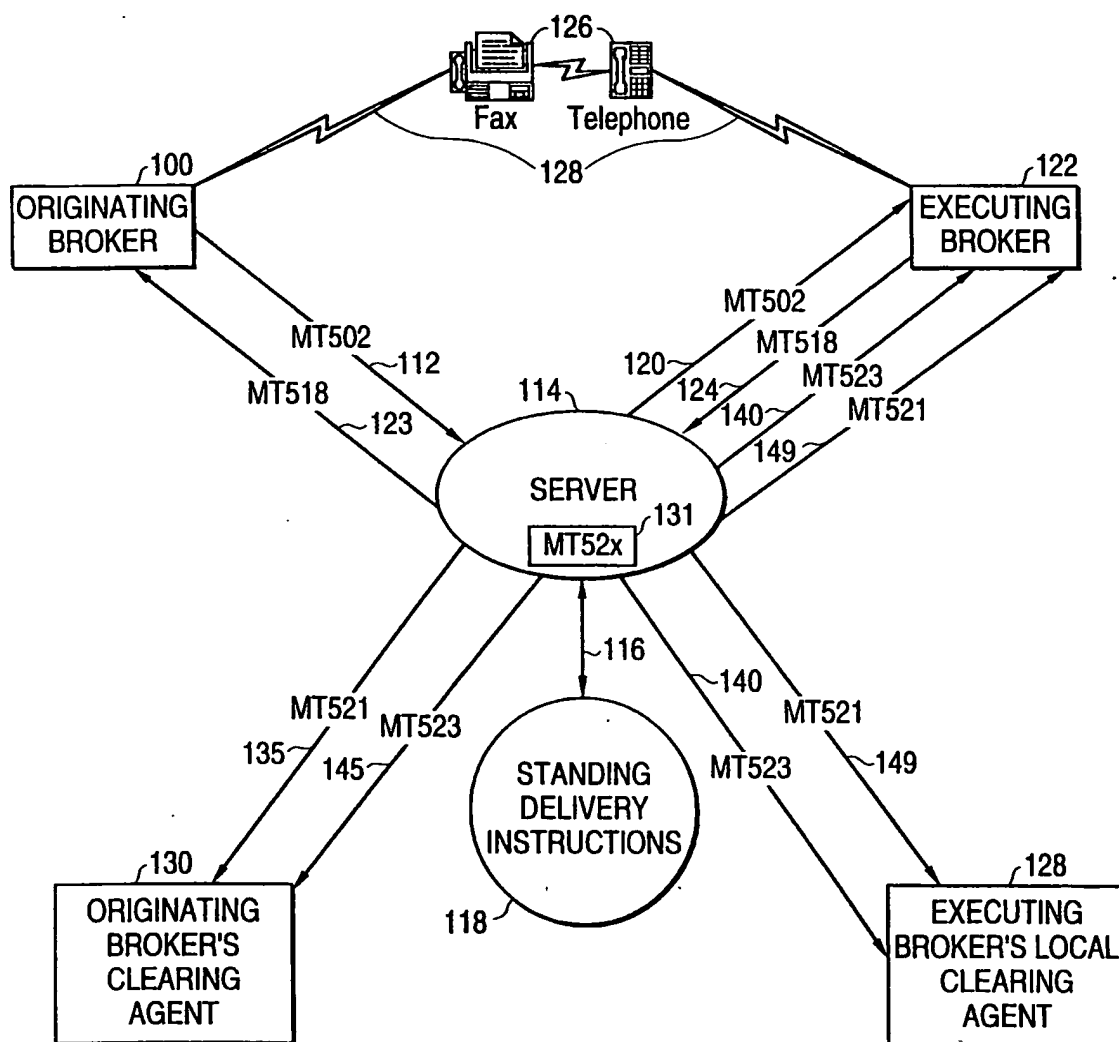 126
Fax Telephone
128
100
ORIGINATING
BROKER
122
EXECUTING
BROKER
MT502
112
MT518
123
MT502
120
MT518
124
MT523
140
MT521
149
114
SERVER
131
MT52x
116
MT521
135
MT523
145
140
MT523
MT521
149
STANDING
DELIVERY
INSTRUCTIONS
118
130
ORIGINATING
BROKER'S
CLEARING
AGENT
128
EXECUTING
BROKER'S LOCAL
CLEARING
AGENT